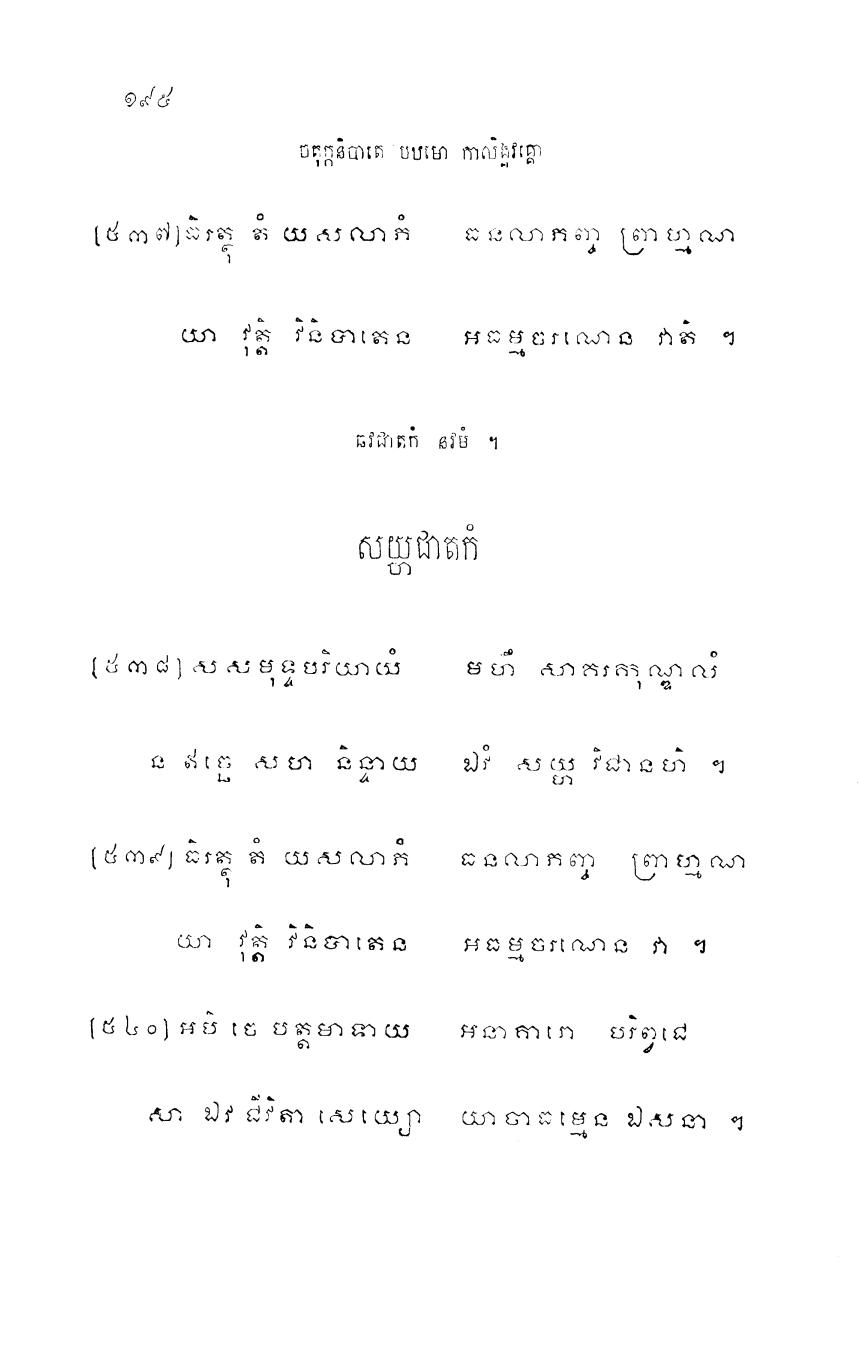 ១៩៥
ចតុក្កនិបាតេ បឋមោ កាលិង្គវគ្គោ
[៥៣៧] ធិរត្ថុ តំ យសលាភំ ធនលាភញ្ច ព្រាហ្មណ
យា វុត្តិ វិនិបាតេន អធម្មចរណេន វាតិ ។
ឆវជាតកំ នវមំ ។
សយ្ហជាតកំ
[៥៣៨] សសមុទ្ទបរិយាយំ មហឹ សាគរកុណ្ឌលំ
ន ឥច្ឆេ សហ និន្ទាយ ឯវំ សយ្ហ វិជានហិ ។
[៥៣៩] ធិរត្ថុ តំ យសលាភំ ធនលាភញ្ច ព្រាហ្មណ
យា វុត្តិ វិនិបាតេន អធម្មចរណេន វា ។
[៥៤០] អបិ ចេ បត្តមាទាយ អនាគារោ បរិព្វជេ
សា ឯវ ជីវិតា សេយ្យោ យាចាធម្មេន ឯសនា ។